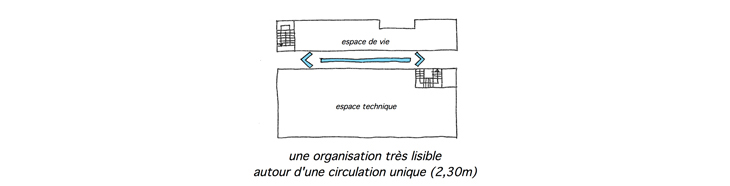 espace de vie
espace technique
une organisation très lisible
autour d'une circulation unique (2,30m)